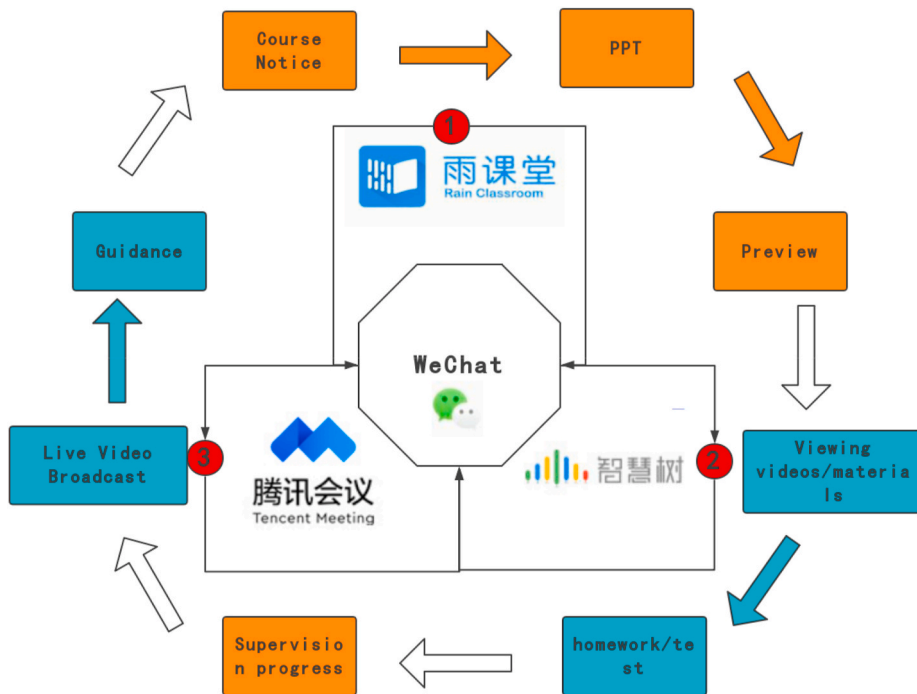 Course
Notice
PPT
1
雨课堂
Rain Classroom
Guidance
Preview
WeChat
Live Video
Broadcast
3
腾讯会议
Tencent Meeting
智慧树
2
Viewing
videos/materia
ls
Supervisio
n progress
homework/te
st